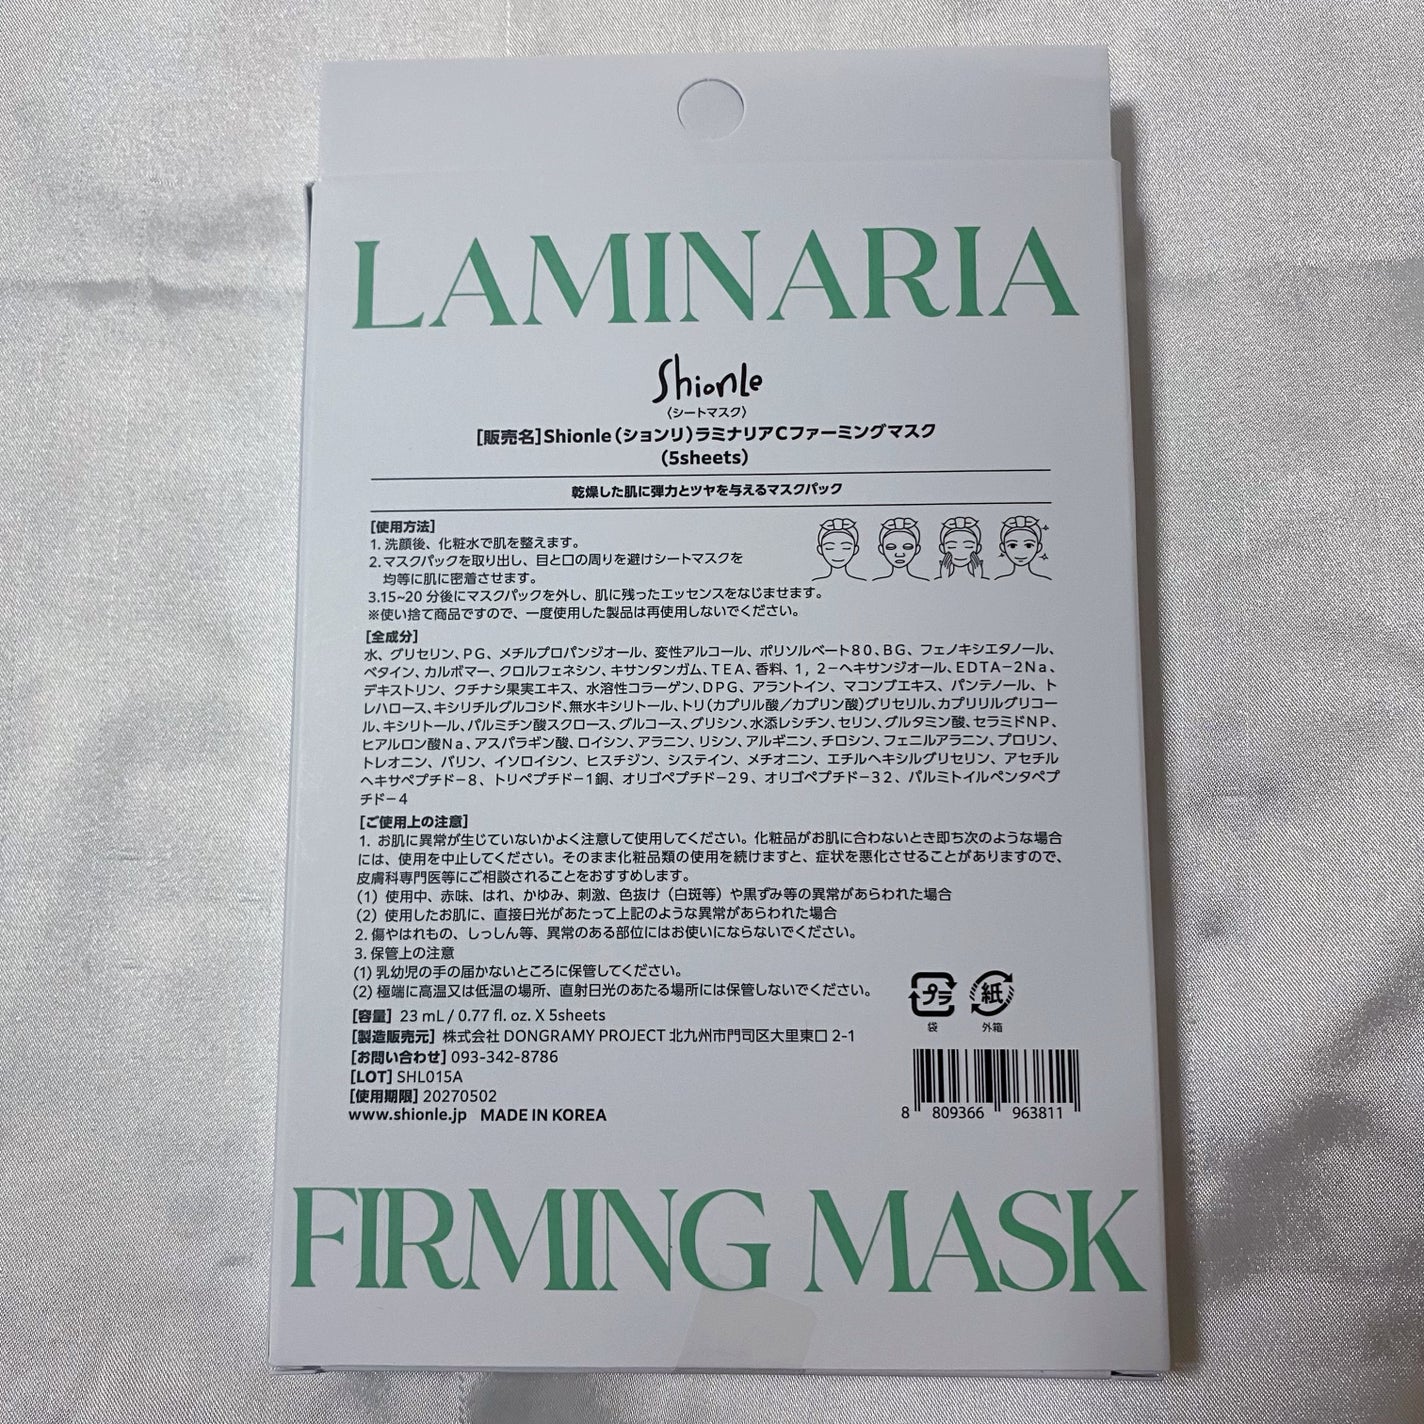 LAMINARIA
Shionle
〈シートマスク〉
[販売名]Shionle(ションリ)ラミナリアCファーミングマスク
(5sheets)
乾燥した肌に弾力とツヤを与えるマスクパック
[使用方法]
1. 洗顔後、化粧水で肌を整えます。
2.マスクパックを取り出し、目と口の周りを避けシートマスクを
均等に肌に密着させます。
3.15~20 分後にマスクパックを外し、肌に残ったエッセンスをなじませます。
※使い捨て商品ですので、一度使用した製品は再使用しないでください。
[全成分]
水、グリセリン、PG、メチルプロパンジオール、変性アルコール、ポリソルベート80、BG、フェノキシエタノール、
ベタイン、カルボマー、クロルフェネシン、キサンタンガム、TEA、香料、1，2－ヘキサンジオール、EDTA－2Na、
デキストリン、クチナシ果実エキス、水溶性コラーゲン、DPG、アラントイン、マコンブエキス、パンテノール、ト
レハロース、キシリチルグルコシド、無水キシリトール、トリ(カプリル酸／カプリン酸)グリセリル、カプリリルグリコー
ル、キシリトール、パルミチン酸スクロース、グルコース、グリシン、水添レシチン、セリン、グルタミン酸、セラミドNP、
ヒアルロン酸Na、アスパラギン酸、ロイシン、アラニン、リシン、アルギニン、チロシン、フェニルアラニン、プロリン、
トレオニン、バリン、イソロイシン、ヒスチジン、システイン、メチオニン、エチルヘキシルグリセリン、アセチル
ヘキサペプチド－8、トリペプチド－1銅、オリゴペプチド－29、オリゴペプチド－32、パルミトイルペンタペプ
チド－4
[ご使用上の注意]
1. お肌に異常が生じていないかよく注意して使用してください。化粧品がお肌に合わないとき即ち次のような場合
には、使用を中止してください。そのまま化粧品類の使用を続けますと、症状を悪化させることがありますので、
皮膚科専門医等にご相談されることをおすすめします。
(1) 使用中、赤味、はれ、かゆみ、刺激、色抜け（白斑等）や黒ずみ等の異常があらわれた場合
(2) 使用したお肌に、直接日光があたって上記のような異常があらわれた場合
2. 傷やはれもの、しっしん等、異常のある部位にはお使いにならないでください。
3. 保管上の注意
(1) 乳幼児の手の届かないところに保管してください。
(2) 極端に高温又は低温の場所、直射日光のあたる場所には保管しないでください。
プラ
紙
袋
外箱
[容量] 23 mL / 0.77 fl. oz. X 5sheets
[製造販売元] 株式会社 DONGRAMY PROJECT 北九州市門司区大里東口 2-1
[お問い合わせ] 093-342-8786
[LOT] SHL015A
[使用期限] 20270502
www.shionle.jp MADE IN KOREA
8 809366 963811
FIRMING MASK